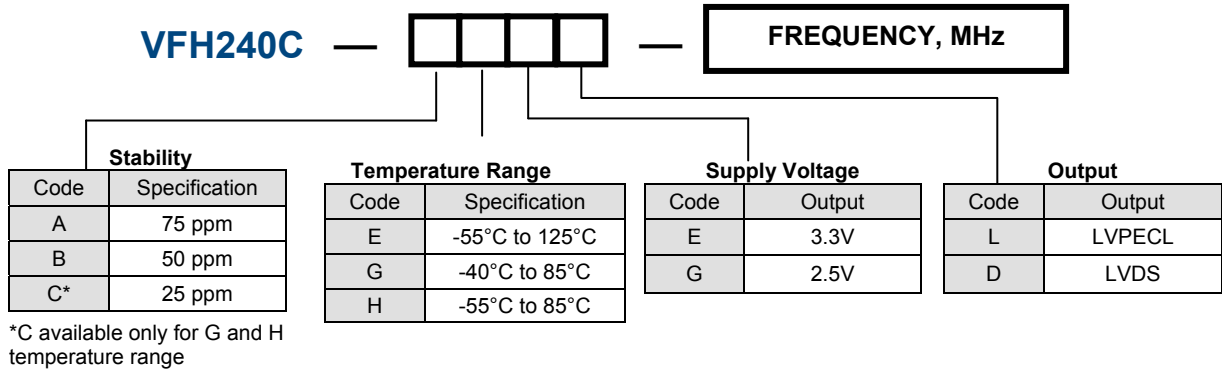 VFH240C — — FREQUENCY, MHz
Stability
Code Specification
A 75 ppm
B 50 ppm
C* 25 ppm
*C available only for G and H
temperature range
Temperature Range
Code Specification
E -55°C to 125°C
G -40°C to 85°C
H -55°C to 85°C
Supply Voltage
Code Output
E 3.3V
G 2.5V
Output
Code Output
L LVPECL
D LVDS